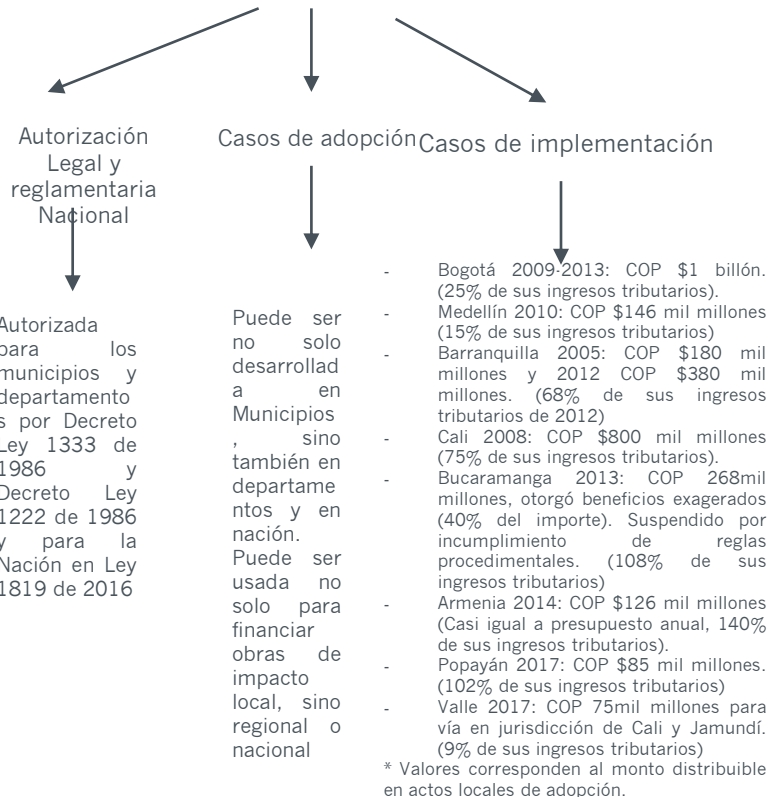 Autorización
Legal y
reglamentaria
Nacional
Autorizada
para los
municipios y
departamento
s por Decreto
Ley 1333 de
1986 y
Decreto Ley
1222 de 1986
y para la
Nación en Ley
1819 de 2016
Casos de adopción
Puede ser
no solo
desarrollad
a en
Municipios
, sino
también en
departame
ntos y en
nación.
Puede ser
usada no
solo para
financiar
obras de
impacto
local, sino
regional o
nacional
Casos de implementación
- Bogotá 2009-2013: COP $1 billón.
(25% de sus ingresos tributarios).
- Medellín 2010: COP $146 mil millones
(15% de sus ingresos tributarios)
- Barranquilla 2005: COP $180 mil
millones y 2012 COP $380 mil
millones. (68% de sus ingresos
tributarios de 2012)
- Cali 2008: COP $800 mil millones
(75% de sus ingresos tributarios).
- Bucaramanga 2013: COP 268mil
millones, otorgó beneficios exagerados
(40% del importe). Suspendido por
incumplimiento de reglas
procedimentales. (108% de sus
ingresos tributarios)
- Armenia 2014: COP $126 mil millones
(Casi igual a presupuesto anual, 140%
de sus ingresos tributarios).
- Popayán 2017: COP $85 mil millones.
(102% de sus ingresos tributarios)
- Valle 2017: COP 75mil millones para
vía en jurisdicción de Cali y Jamundí.
(9% de sus ingresos tributarios)
* Valores corresponden al monto distribuible
en actos locales de adopción.